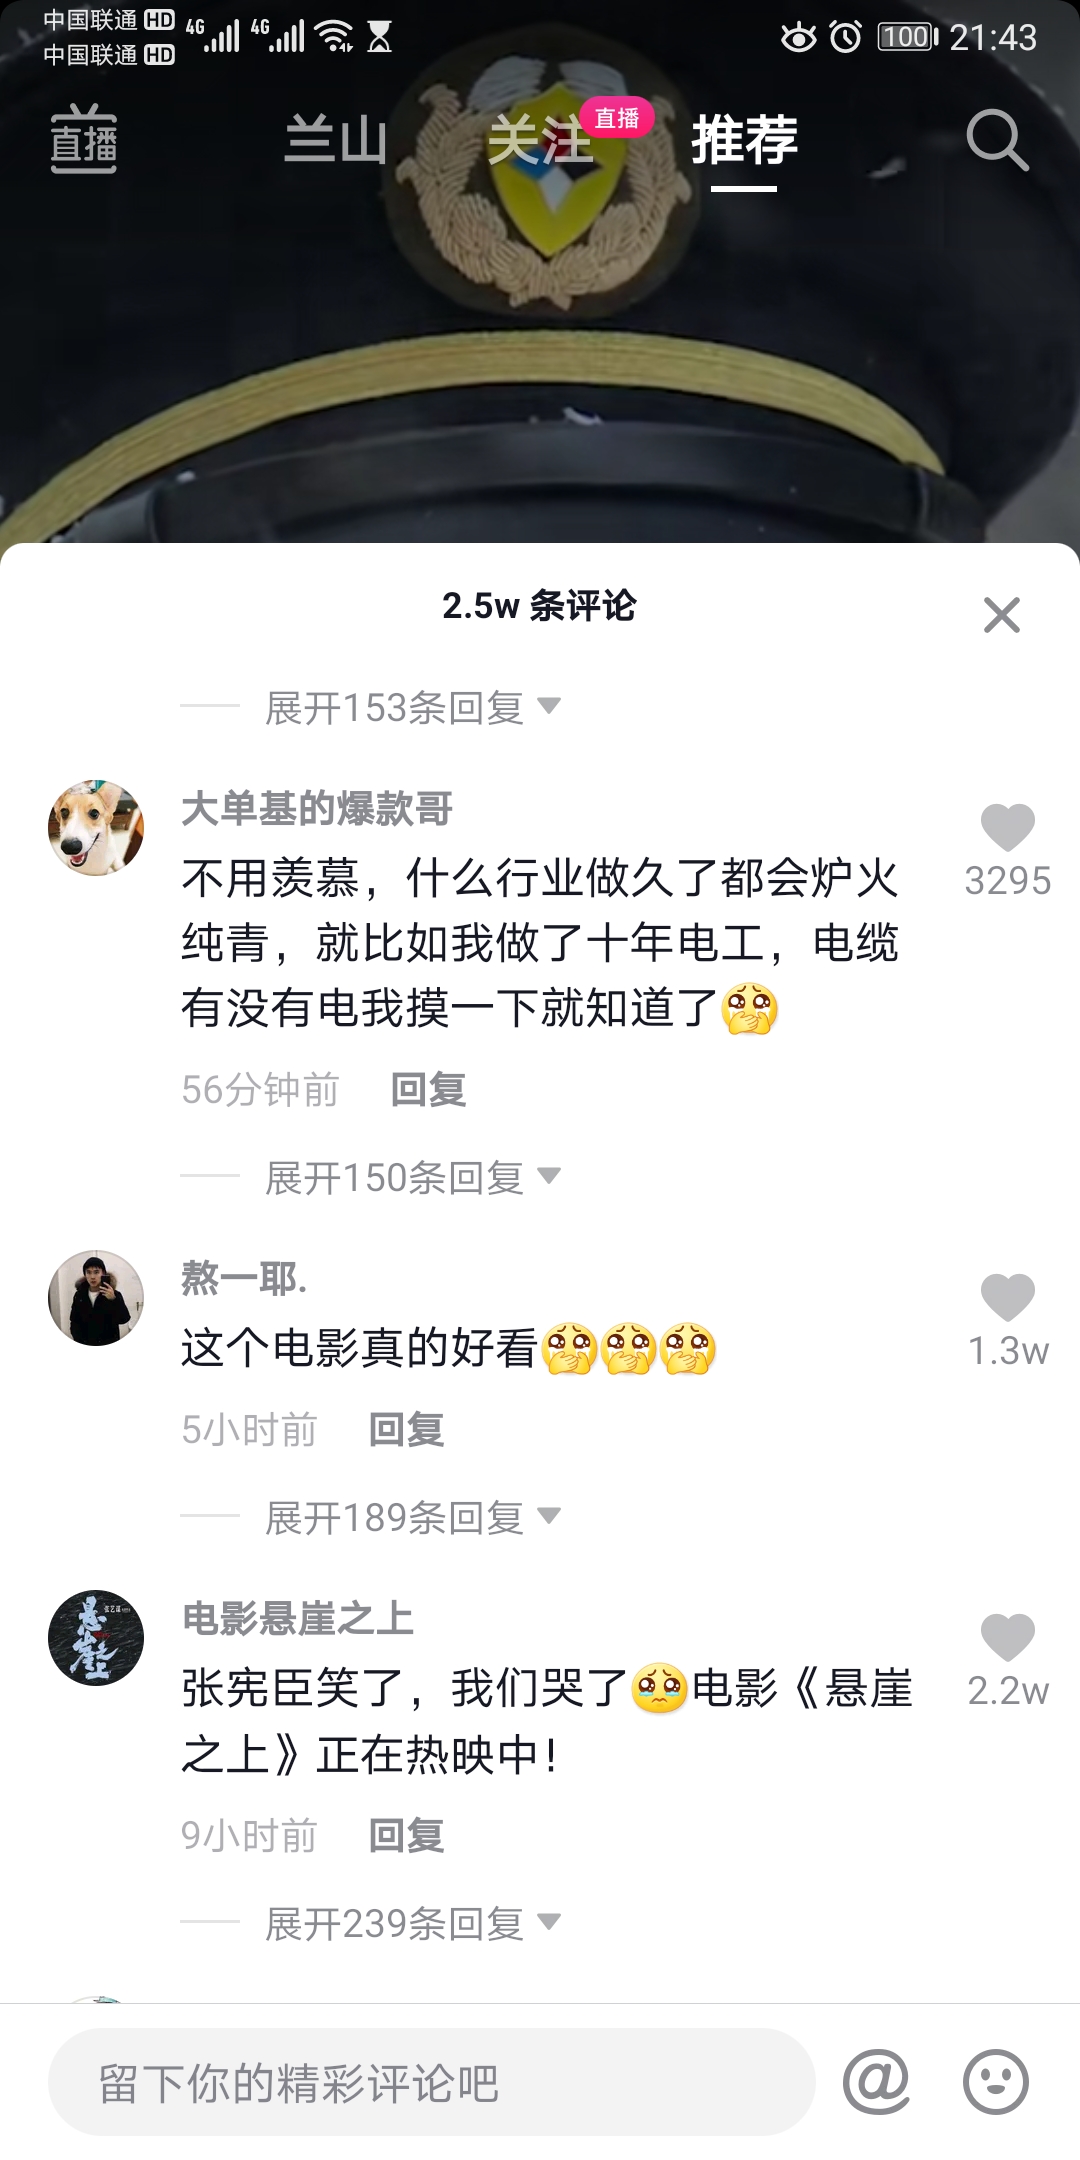 中国联通 HD 4G 4G 100 21:43
中国联通 HD
直播 兰山 关注 直播 推荐
2.5w 条评论
展开153条回复
大单基的爆款哥
不用羡慕，什么行业做久了都会炉火
3295
纯青，就比如我做了十年电工，电缆
有没有电我摸一下就知道了🥹
56分钟前 回复
展开150条回复
熬一耶.
这个电影真的好看🥹🥹🥹
1.3w
5小时前 回复
展开189条回复
悬崖之上
电影悬崖之上
张宪臣笑了，我们哭了🥺电影《悬崖
2.2w
之上》正在热映中！
9小时前 回复
展开239条回复
留下你的精彩评论吧 @